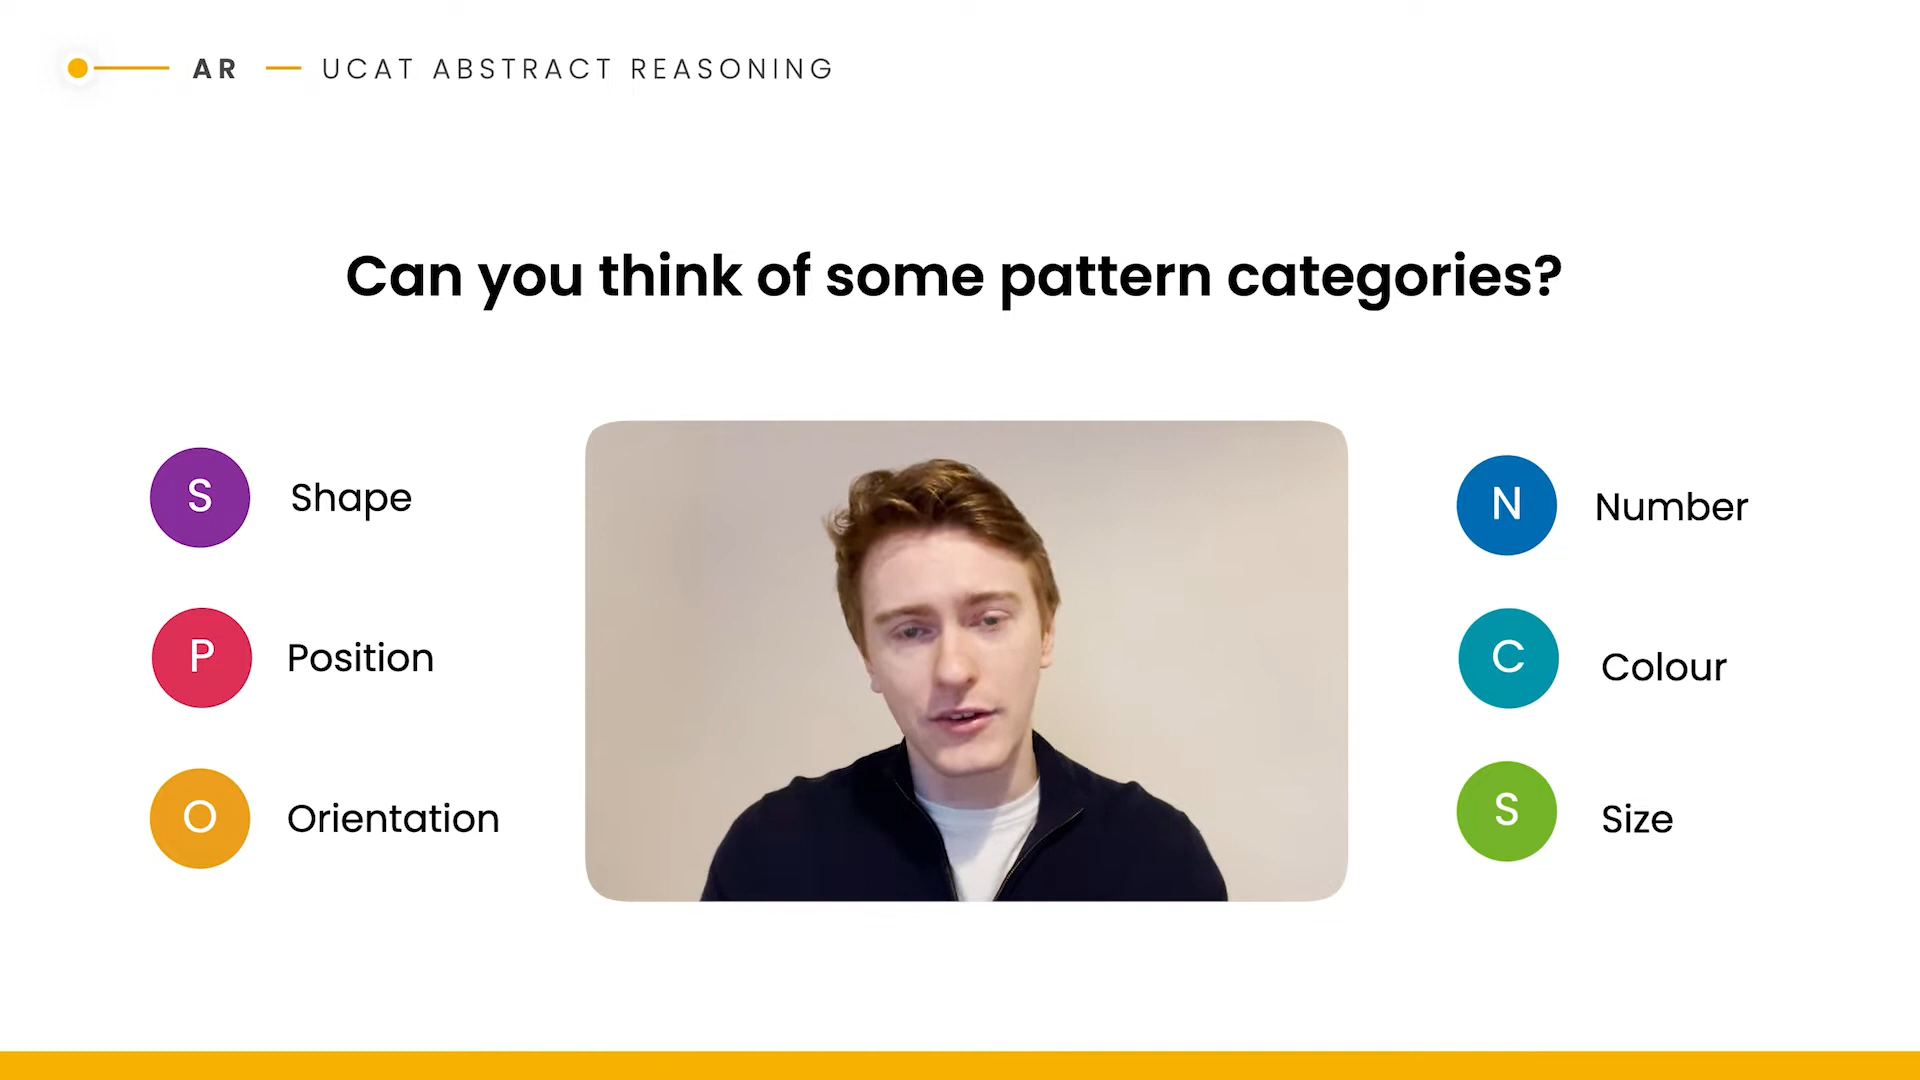 AR — UCAT ABSTRACT REASONING
Can you think of some pattern categories?
S Shape
P Position
O Orientation
N Number
C Colour
S Size